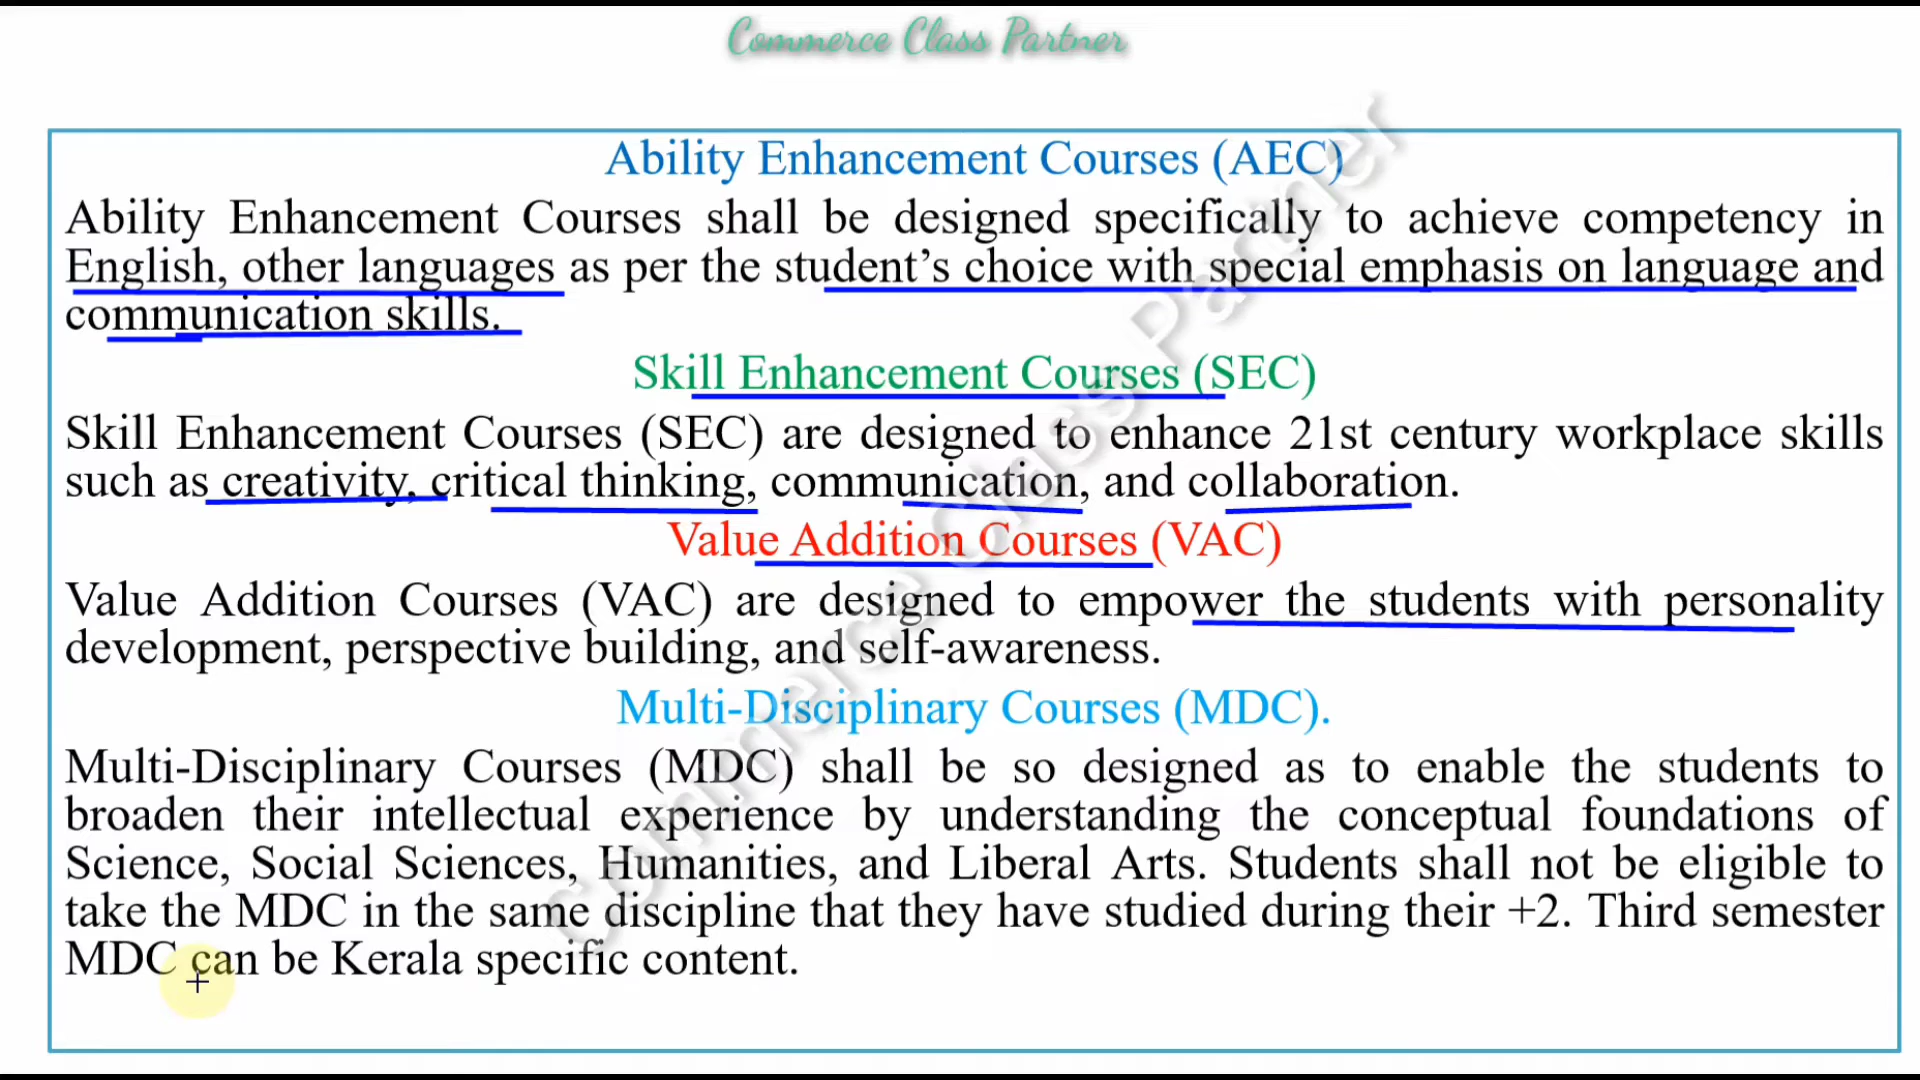 Commerce Class Partner
Ability Enhancement Courses (AEC)
Ability Enhancement Courses shall be designed specifically to achieve competency in
English, other languages as per the student’s choice with special emphasis on language and
communication skills.
Skill Enhancement Courses (SEC)
Skill Enhancement Courses (SEC) are designed to enhance 21st century workplace skills
such as creativity, critical thinking, communication, and collaboration.
Value Addition Courses (VAC)
Value Addition Courses (VAC) are designed to empower the students with personality
development, perspective building, and self-awareness.
Multi-Disciplinary Courses (MDC).
Multi-Disciplinary Courses (MDC) shall be so designed as to enable the students to
broaden their intellectual experience by understanding the conceptual foundations of
Science, Social Sciences, Humanities, and Liberal Arts. Students shall not be eligible to
take the MDC in the same discipline that they have studied during their +2. Third semester
MDC can be Kerala specific content.
Commerce Class Partner